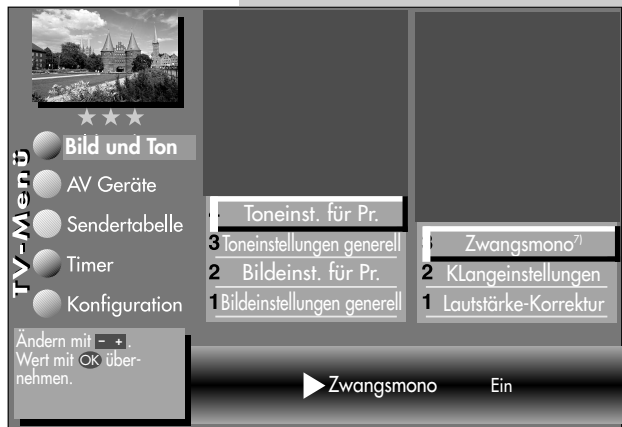 TV-Menü
Bild und Ton
AV Geräte
Sendertabelle
Timer
Konfiguration
Toneinst. für Pr.
3 Toneinstellungen generell
2 Bildeinst. für Pr.
1 Bildeinstellungen generell
Zwangsmono7)
2 KLangeinstellungen
1 Lautstärke-Korrektur
Ändern mit - + .
Wert mit OK über-
nehmen.
Zwangsmono Ein